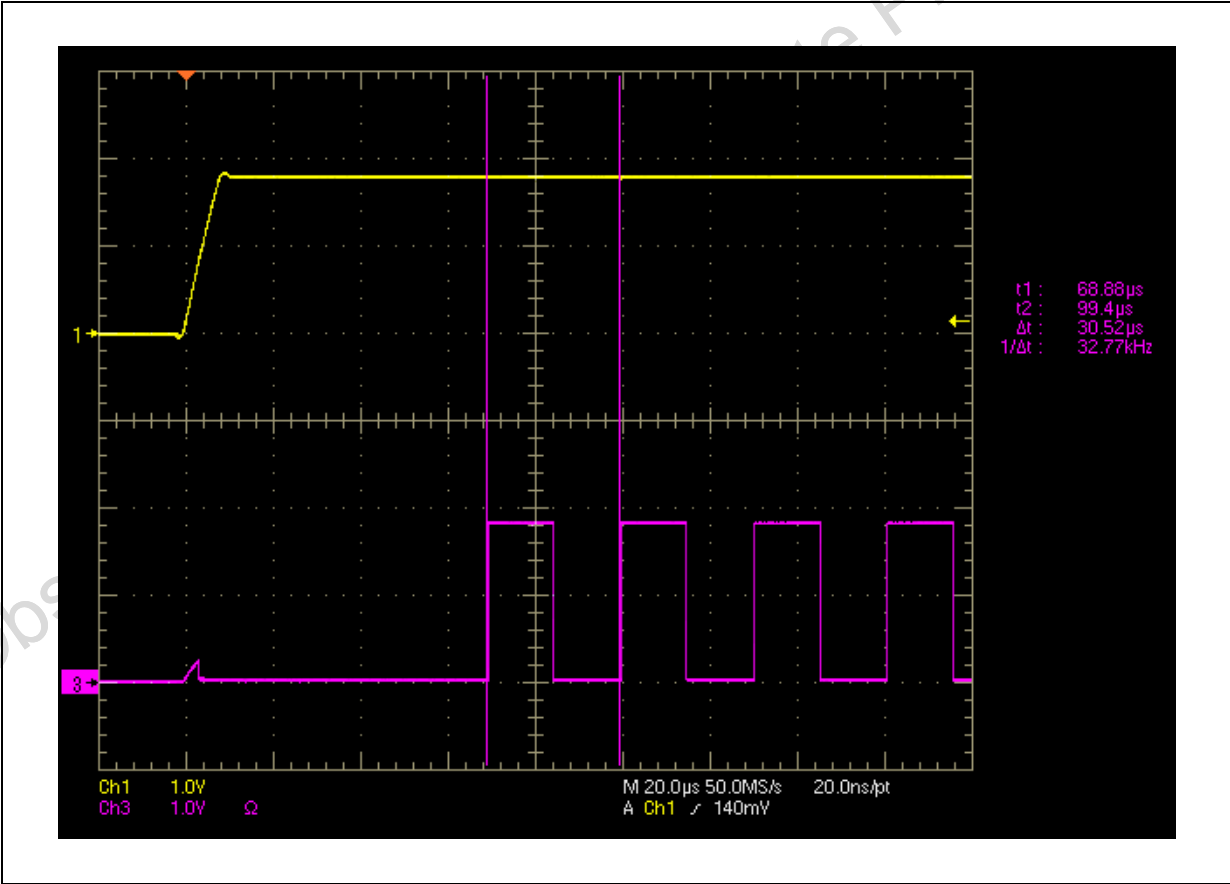 1
t1 : 68.88µs
t2 : 99.4µs
Δt : 30.52µs
1/Δt : 32.77kHz
3
Ch1 1.0V
Ch3 1.0V Ω
M 20.0µs 50.0MS/s 20.0ns/pt
A Ch1 140mV